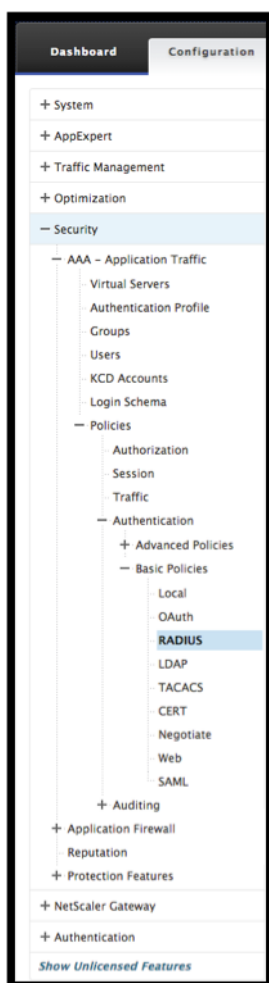 Dashboard Configuration
+ System
+ AppExpert
+ Traffic Management
+ Optimization
− Security
− AAA – Application Traffic
Virtual Servers
Authentication Profile
Groups
Users
KCD Accounts
Login Schema
− Policies
Authorization
Session
Traffic
− Authentication
+ Advanced Policies
− Basic Policies
Local
OAuth
RADIUS
LDAP
TACACS
CERT
Negotiate
Web
SAML
+ Auditing
+ Application Firewall
Reputation
+ Protection Features
+ NetScaler Gateway
+ Authentication
Show Unlicensed Features